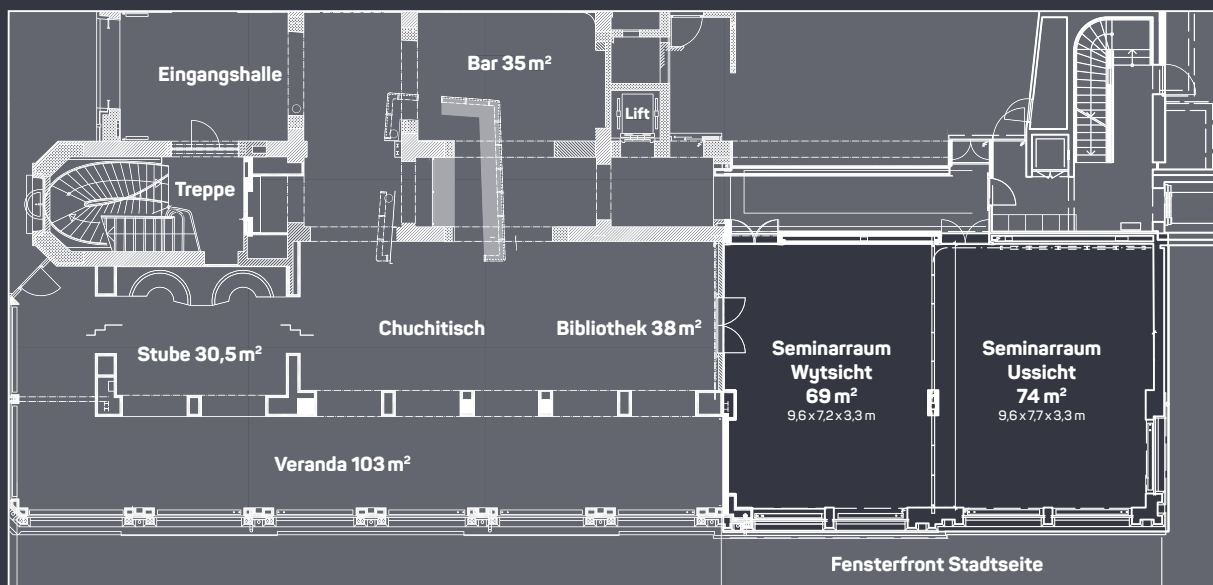 Eingangshalle
Bar 35 m²
Lift
Treppe
Chuchitisch
Bibliothek 38 m²
Stube 30,5 m²
Seminarraum
Wytsicht
69 m²
9,6 x 7,2 x 3,3 m
Seminarraum
Ussicht
74 m²
9,6 x 7,7 x 3,3 m
Veranda 103 m²
Fensterfront Stadtseite